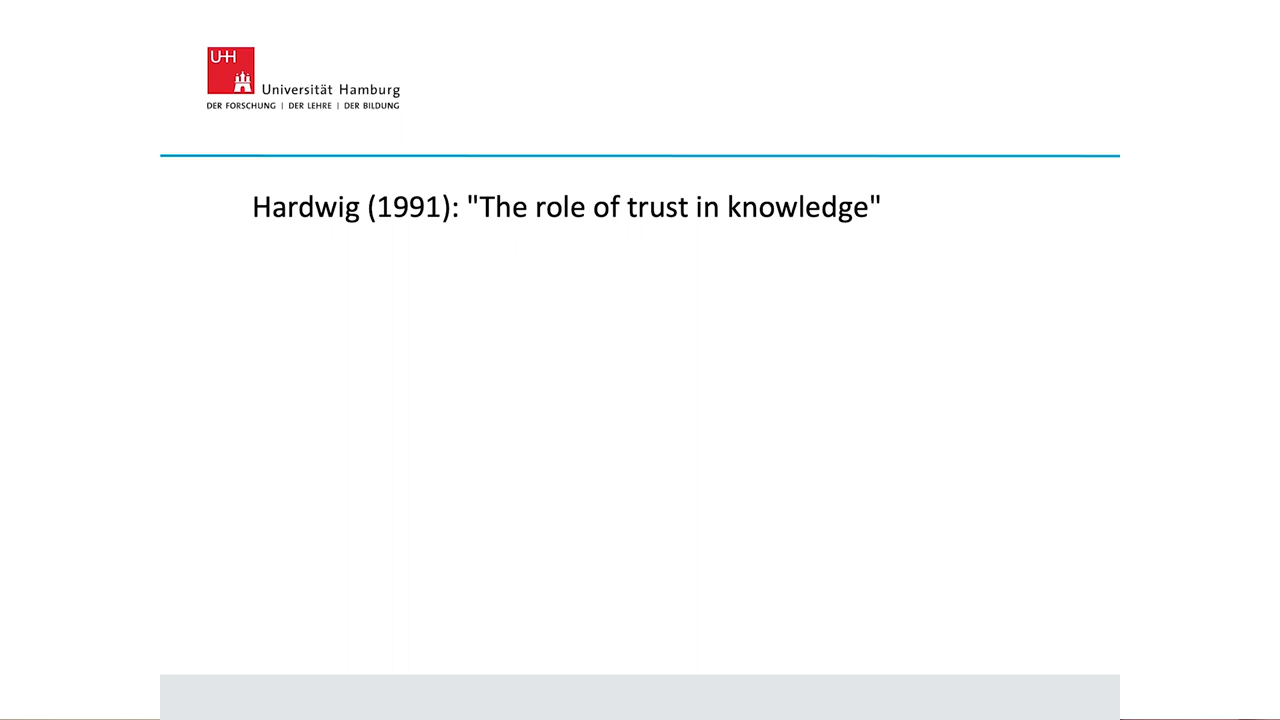 UHH
Universität Hamburg
DER FORSCHUNG | DER LEHRE | DER BILDUNG
Hardwig (1991): "The role of trust in knowledge"